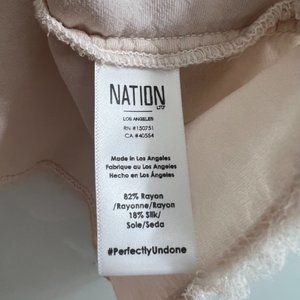 NATION
LTD
LOS ANGELES
RN #130751
CA #40554
Made in Los Angeles
Fabrique au Los Angeles
Hecho en Los Ángeles
82% Rayon
/Rayonne/Rayon
18% Silk/
Soie/Seda
#PerfectlyUndone